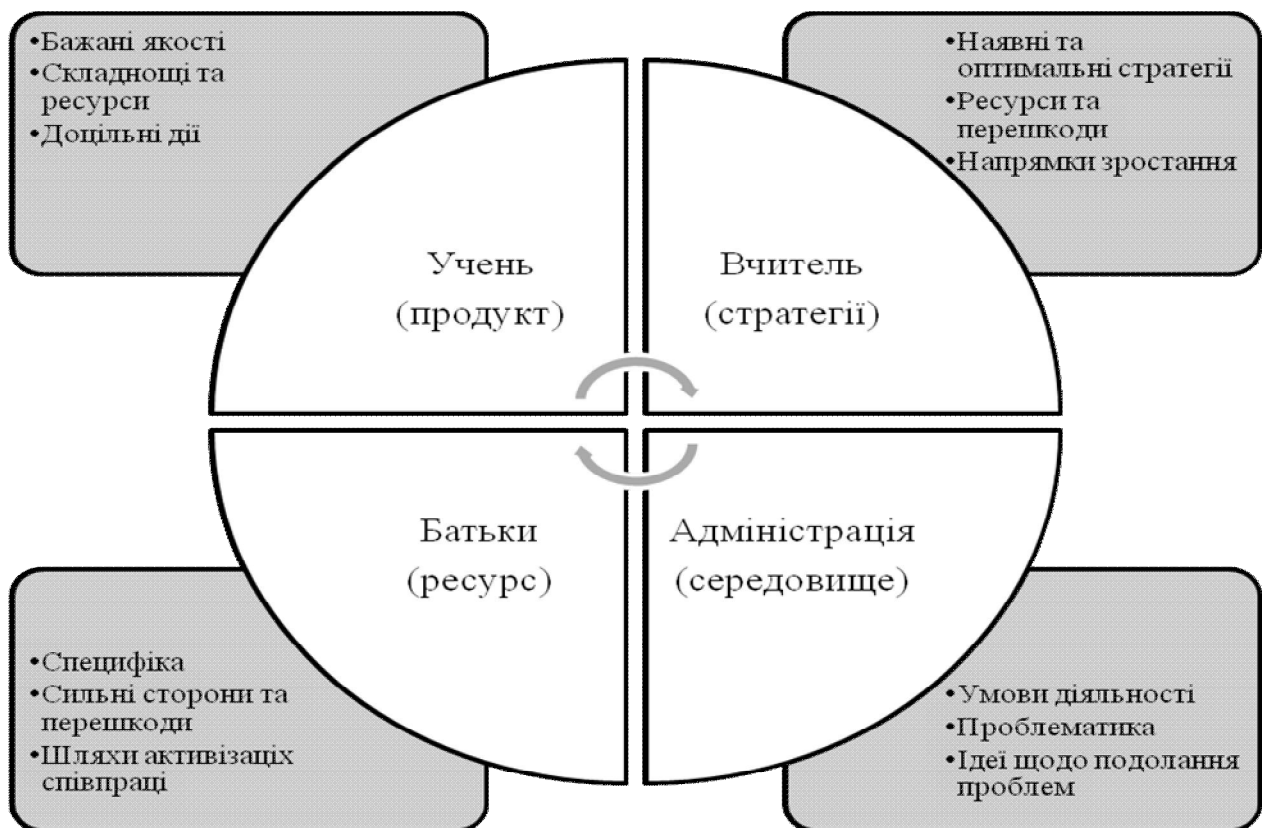 •Бажані якості
•Складнощі та
ресурси
•Доцільні дії
•Наявні та
оптимальні стратегії
•Ресурси та
перешкоди
•Напрямки зростання
Учень
(продукт)
Вчитель
(стратегії)
Батьки
(ресурс)
Адміністрація
(середовище)
•Специфіка
•Сильні сторони та
перешкоди
•Шляхи активізаціх
співпраці
•Умови діяльності
•Проблематика
•Ідеї щодо подолання
проблем